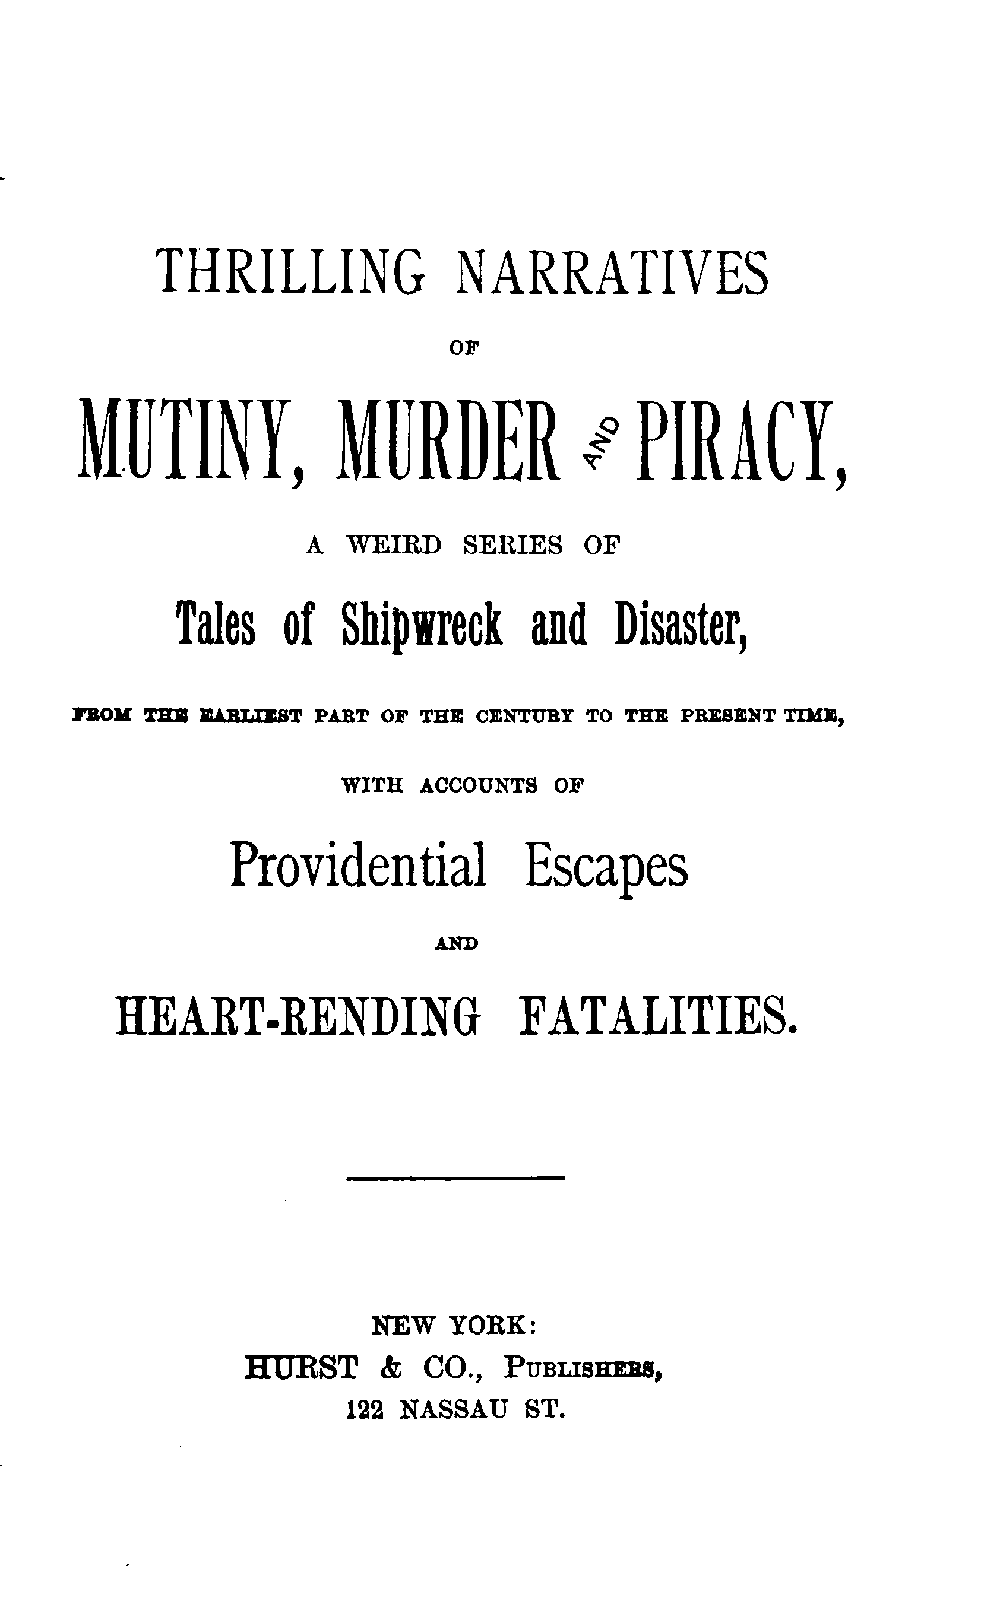 THRILLING NARRATIVES
OF
MUTINY, MURDER AND PIRACY,
A WEIRD SERIES OF
Tales of Shipwreck and Disaster,
FROM THE EARLIEST PART OF THE CENTURY TO THE PRESENT TIME,
WITH ACCOUNTS OF
Providential Escapes
AND
HEART-RENDING FATALITIES.
NEW YORK:
HURST & CO., PUBLISHERS,
122 NASSAU ST.